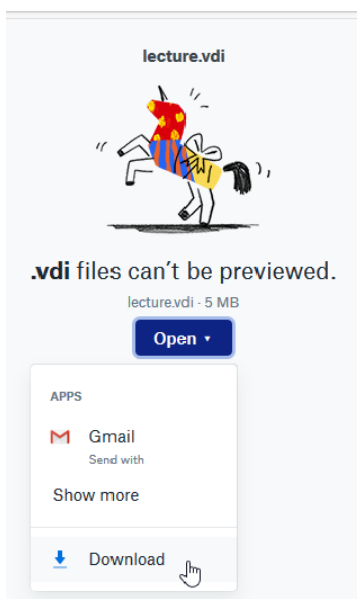 lecture.vdi
.vdi files can't be previewed.
lecture.vdi · 5 MB
Open
APPS
Gmail
Send with
Show more
Download